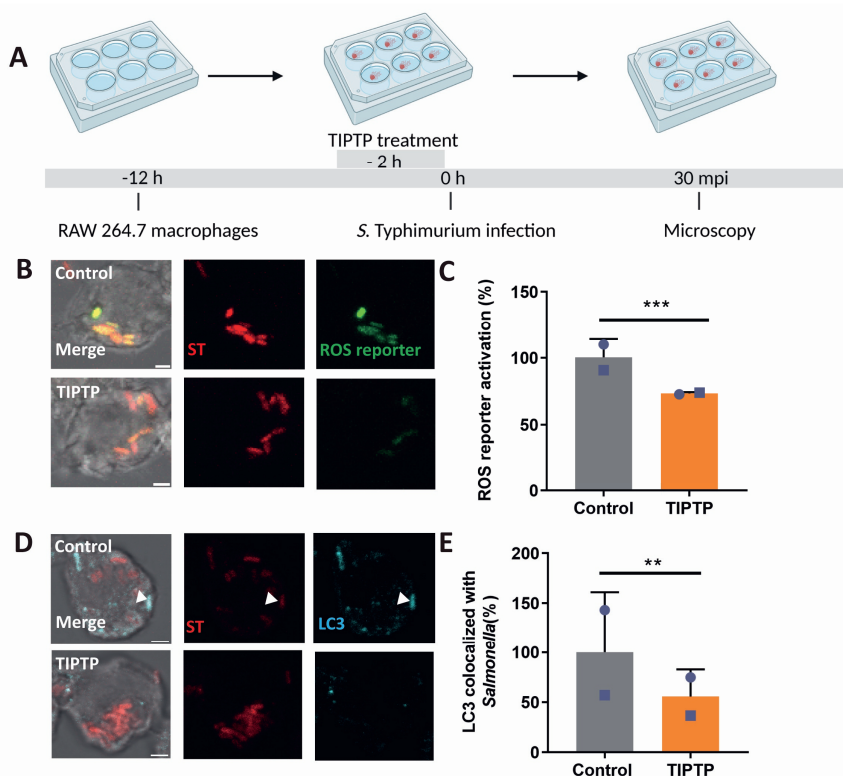 A
TIPTP treatment
- 2 h
-12 h
0 h
30 mpi
RAW 264.7 macrophages
S. Typhimurium infection
Microscopy
B
Control
Merge
ST
ROS reporter
TIPTP
C
ROS reporter activation (%)
150
100
50
0
***
Control
TIPTP
D
Control
Merge
ST
LC3
TIPTP
E
LC3 colocalized with
Salmonella(%)
200
150
100
50
0
**
Control
TIPTP